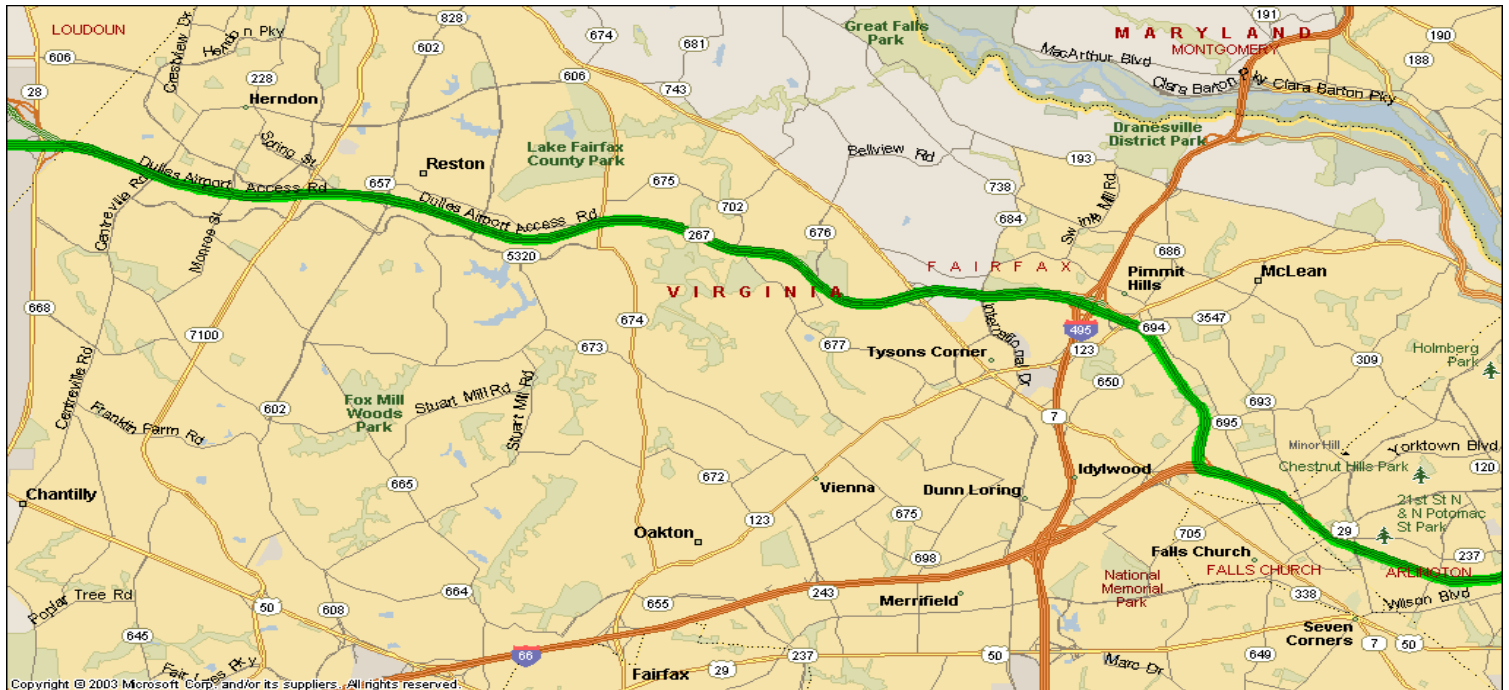 LOUDOUN
Crestview Dr
Herndon Pky
828
602
674
681
Great Falls
Park
191
MARYLAND
MONTGOMERY
190
188
MacArthur Blvd
Clara Barton Pky
Clara Barton Pky
606
28
228
Herndon
606
743
Spring St
Reston
Lake Fairfax
County Park
Bellview Rd
Dranesville
District Park
193
Dulles Airport Access Rd
657
Dulles Airport Access Rd
675
702
738
684
Swinks Mill Rd
Centreville Rd
Monroe St
5320
267
676
686
FAIRFAX
Pimmit
Hills
McLean
VIRGINIA
668
7100
674
673
677
Tysons Corner
International Dr
495
123
694
3547
309
Holmberg
Park
Centreville Rd
602
Fox Mill
Woods
Park
Stuart Mill Rd
Stuart Mill Rd
650
693
7
695
Franklin Farm Rd
Minor Hill
Yorktown Blvd
Chestnut Hills Park
120
Chantilly
665
672
Vienna
Dunn Loring
Idylwood
21st St N
& N Potomac
St Park
Oakton
123
675
705
29
237
698
Falls Church
FALLS CHURCH
ARLINGTON
National
Memorial
Park
Poplar Tree Rd
50
608
664
655
243
Merrifield
338
Wilson Blvd
Seven
Corners
645
Fair Lakes Pky
66
Fairfax
29
237
50
Marc Dr
649
7
50
Copyright © 2003 Microsoft Corp. and/or its suppliers. All rights reserved.